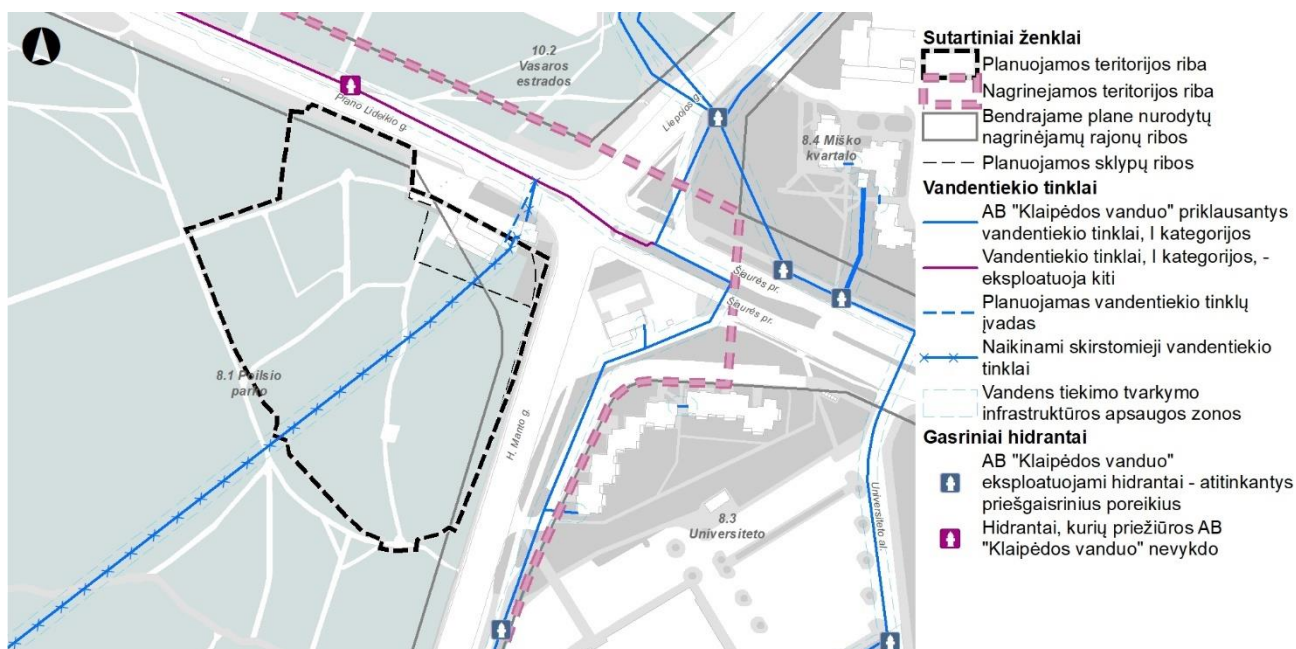 10.2
Vasaros
estrados
Prano Lideikio g.
Liepojos g.
8.4 Miško
kvartalo
Šiaurės pr.
Šiaurės pr.
8.1 Poilsio
parko
H. Manto g.
8.3
Universiteto
Universiteto al.
Sutartiniai ženklai
Planuojamos teritorijos riba
Nagrinejamos teritorijos riba
Bendrajame plane nurodytų
nagrinėjamų rajonų ribos
Planuojamos sklypų ribos
Vandentiekio tinklai
AB "Klaipėdos vanduo" priklausantys
vandentiekio tinklai, I kategorijos
Vandentiekio tinklai, I kategorijos, -
eksploatuoja kiti
Planuojamas vandentiekio tinklų
įvadas
Naikinami skirstomieji vandentiekio
tinklai
Vandens tiekimo tvarkymo
infrastruktūros apsaugos zonos
Gasriniai hidrantai
AB "Klaipėdos vanduo"
eksploatuojami hidrantai - atitinkantys
priešgaisrinius poreikius
Hidrantai, kurių priežiūros AB
"Klaipėdos vanduo" nevykdo